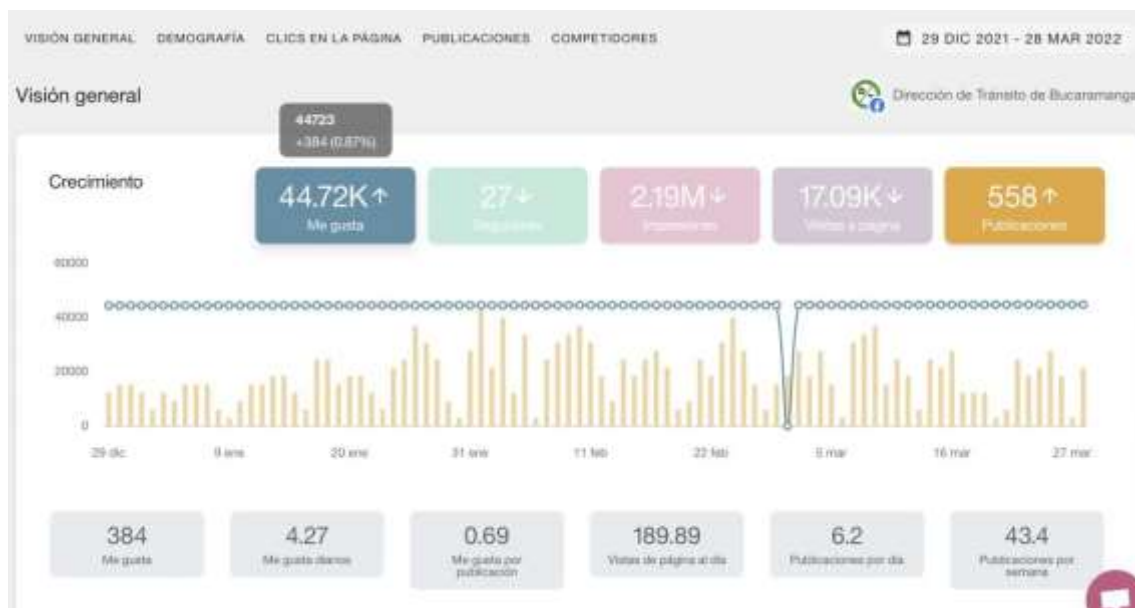 VISIÓN GENERAL DEMOGRAFÍA CLICS EN LA PÁGINA PUBLICACIONES COMPETIDORES 29 DIC 2021 - 28 MAR 2022
Visión general Dirección de Tránsito de Bucaramanga
44723
+384 (0.87%)
Crecimiento
44.72K 27 2.19M 17.09K 558
Me gusta Impresiones Visitas a página Publicaciones
60000
40000
20000
0
29 dic 9 ene 20 ene 31 ene 11 feb 22 feb 5 mar 16 mar 27 mar
384 4.27 0.69 189.89 6.2 43.4
Me gusta Me gusta diarios Me gusta por publicación Vistas de página al día Publicaciones por día Publicaciones por semana